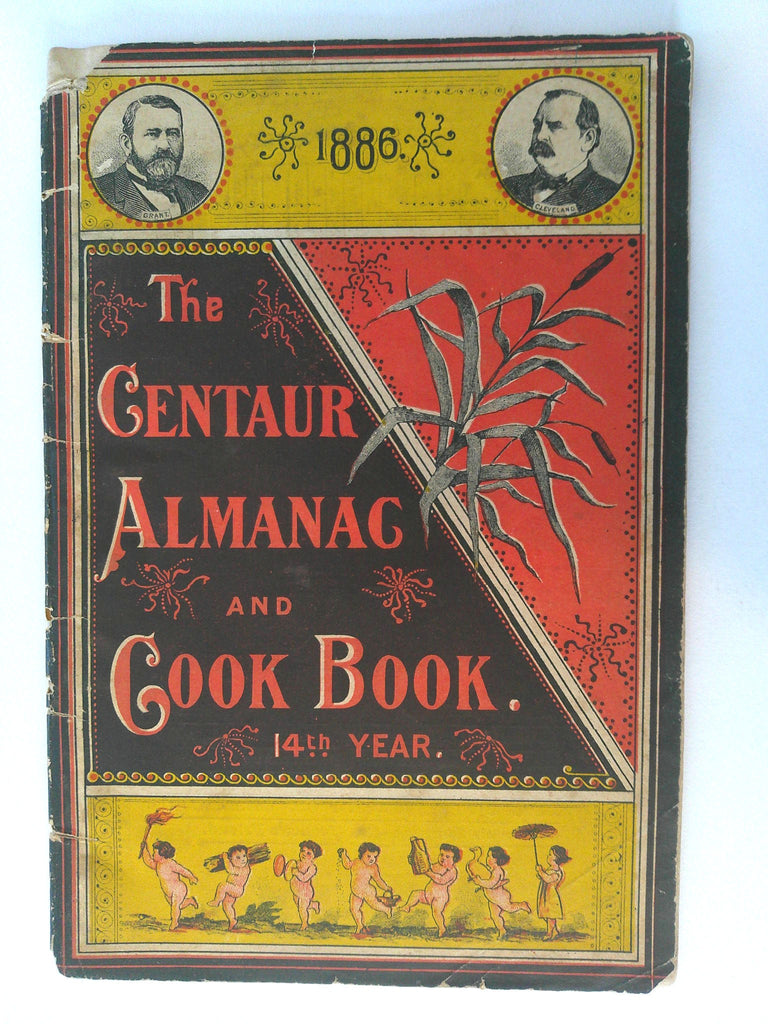 1886.
GRANT.
CLEVELAND.
The
CENTAUR
ALMANAC
AND
COOK BOOK.
14th YEAR.